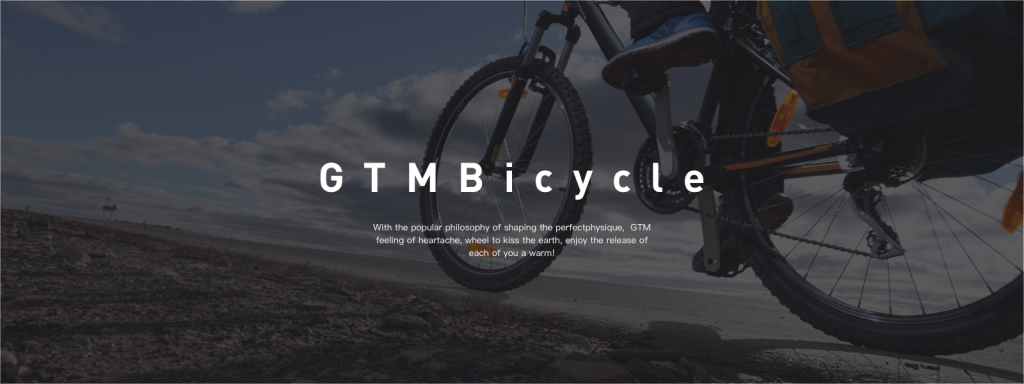 GTMBicycle
With the popular philosophy of shaping the perfectphysique, GTM
feeling of heartache, wheel to kiss the earth, enjoy the release of
each of you a warm!